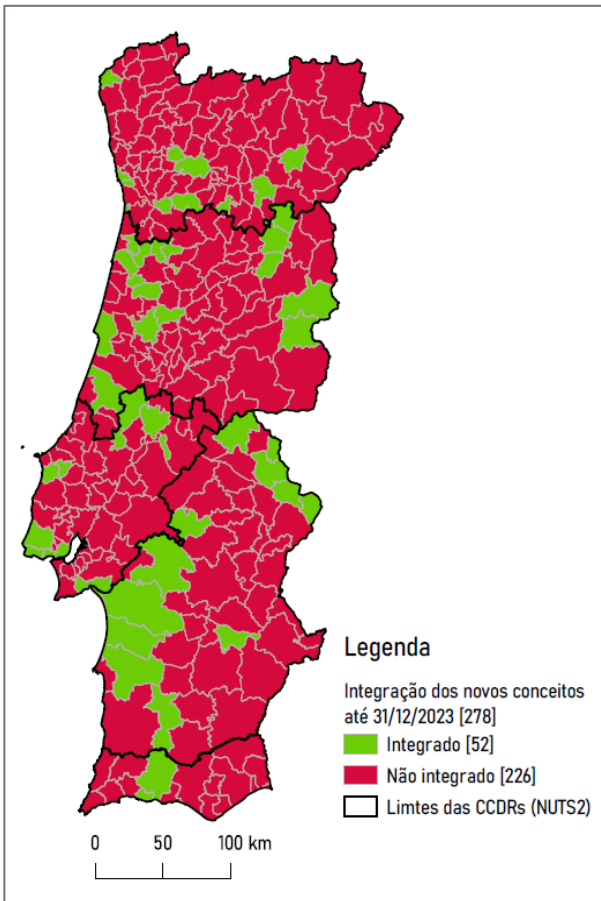 Legenda
Integração dos novos conceitos
até 31/12/2023 [278]
Integrado [52]
Não integrado [226]
Limtes das CCDRs (NUTS2)
0 50 100 km